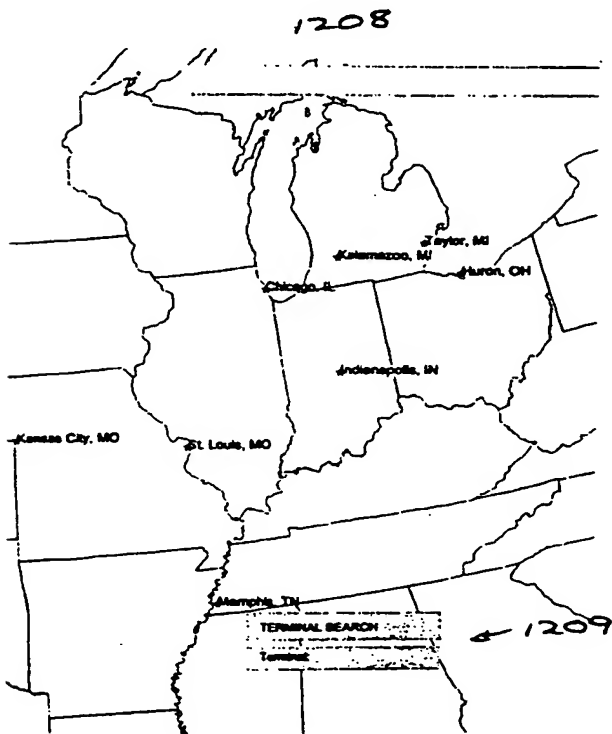 1208
Taylor, MI
Kalamazoo, MI
Huron, OH
Chicago, IL
Indianapolis, IN
Kansas City, MO
St. Louis, MO
Memphis, TN
TERMINAL SEARCH
1209
Terminal: